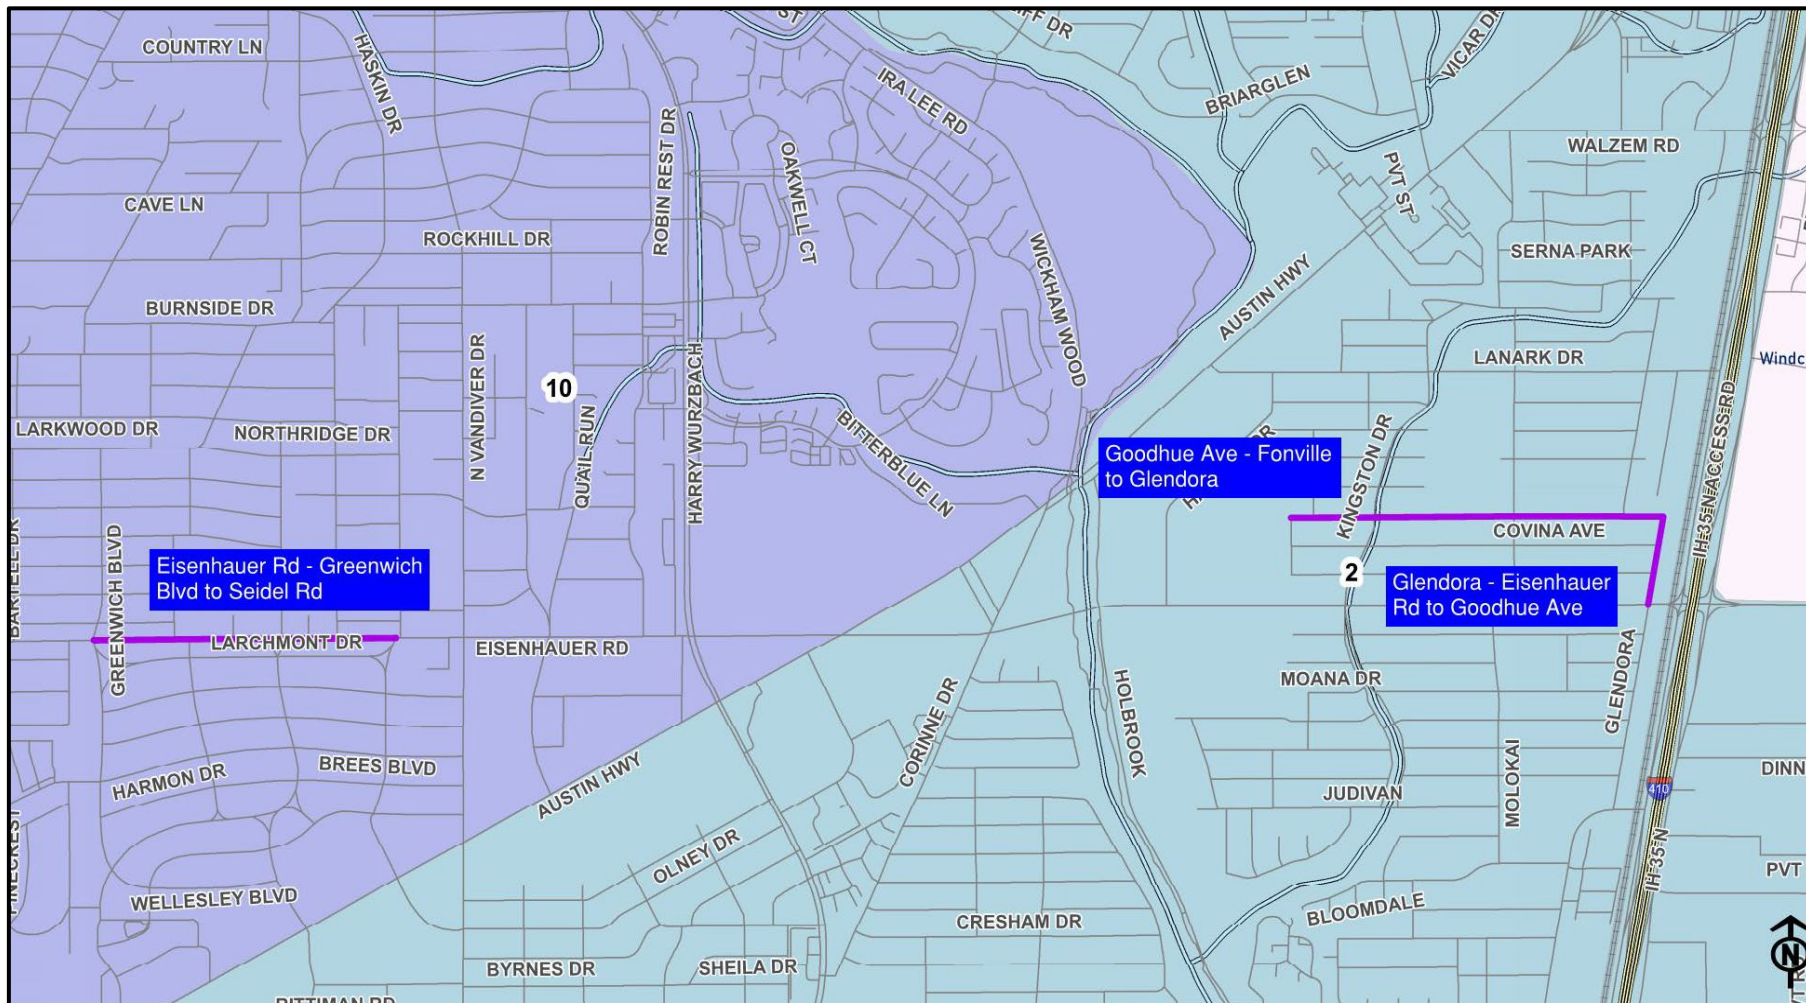 COUNTRY LN
HASKIN DR
ST
VICAR DR
IRA LEE RD
BRIARGLEN
ROBIN REST DR
OAKWELL CT
WALZEM RD
PVT ST
CAVE LN
ROCKHILL DR
WICKHAM WOOD
SERNA PARK
AUSTIN HWY
BURNSIDE DR
N VANDIVER DR
HARRY WURZBACH
LANARK DR
Windc
10
QUAIL RUN
BITTERBLUE LN
KINGSTON DR
IH 35 N ACCESS RD
LARKWOOD DR
NORTHRIDGE DR
Goodhue Ave - Fonville
to Glendora
COVINA AVE
GREENWICH BLVD
Eisenhauer Rd - Greenwich
Blvd to Seidel Rd
2
Glendora - Eisenhauer
Rd to Goodhue Ave
LARCHMONT DR
EISENHAUER RD
GLENDORA
MOANA DR
HOLBROOK
CORINNE DR
HARMON DR
BREES BLVD
AUSTIN HWY
MOLOKAI
DINN
JUDIVAN
410
OLNEY DR
IH 35 N
PVT
WELLESLEY BLVD
CRESHAM DR
BLOOMDALE
BYRNES DR
SHEILA DR
N